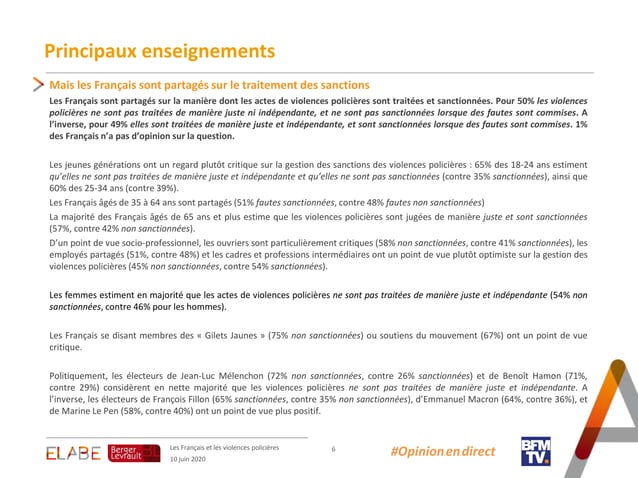 Principaux enseignements
Mais les Français sont partagés sur le traitement des sanctions
Les Français sont partagés sur la manière dont les actes de violences policières sont traitées et sanctionnées. Pour 50% les violences
policières ne sont pas traitées de manière juste ni indépendante, et ne sont pas sanctionnées lorsque des fautes sont commises. A
l'inverse, pour 49% elles sont traitées de manière juste et indépendante, et sont sanctionnées lorsque des fautes sont commises. 1%
des Français n'a pas d'opinion sur la question.
Les jeunes générations ont un regard plutôt critique sur la gestion des sanctions des violences policières : 65% des 18-24 ans estiment
qu'elles ne sont pas traitées de manière juste et indépendante et qu'elles ne sont pas sanctionnées (contre 35% sanctionnées), ainsi que
60% des 25-34 ans (contre 39%).
Les Français âgés de 35 à 64 ans sont partagés (51% fautes sanctionnées, contre 48% fautes non sanctionnées)
La majorité des Français âgés de 65 ans et plus estime que les violences policières sont jugées de manière juste et sont sanctionnées
(57%, contre 42% non sanctionnées).
D'un point de vue socio-professionnel, les ouvriers sont particulièrement critiques (58% non sanctionnées, contre 41% sanctionnées), les
employés partagés (51%, contre 48%) et les cadres et professions intermédiaires ont un point de vue plutôt optimiste sur la gestion des
violences policières (45% non sanctionnées, contre 54% sanctionnées).
Les femmes estiment en majorité que les actes de violences policières ne sont pas traitées de manière juste et indépendante (54% non
sanctionnées, contre 46% pour les hommes).
Les Français se disant membres des « Gilets Jaunes » (75% non sanctionnées) ou soutiens du mouvement (67%) ont un point de vue
critique.
Politiquement, les électeurs de Jean-Luc Mélenchon (72% non sanctionnées, contre 26% sanctionnées) et de Benoît Hamon (71%,
contre 29%) considèrent en nette majorité que les violences policières ne sont pas traitées de manière juste et indépendante. A
l'inverse, les électeurs de François Fillon (65% sanctionnées, contre 35% non sanctionnées), d'Emmanuel Macron (64%, contre 36%), et
de Marine Le Pen (58%, contre 40%) ont un point de vue plus positif.
ELABE
Berger
Levrault
Les Français et les violences policières
10 juin 2020
6
#Opinion en direct
BFM
TV.